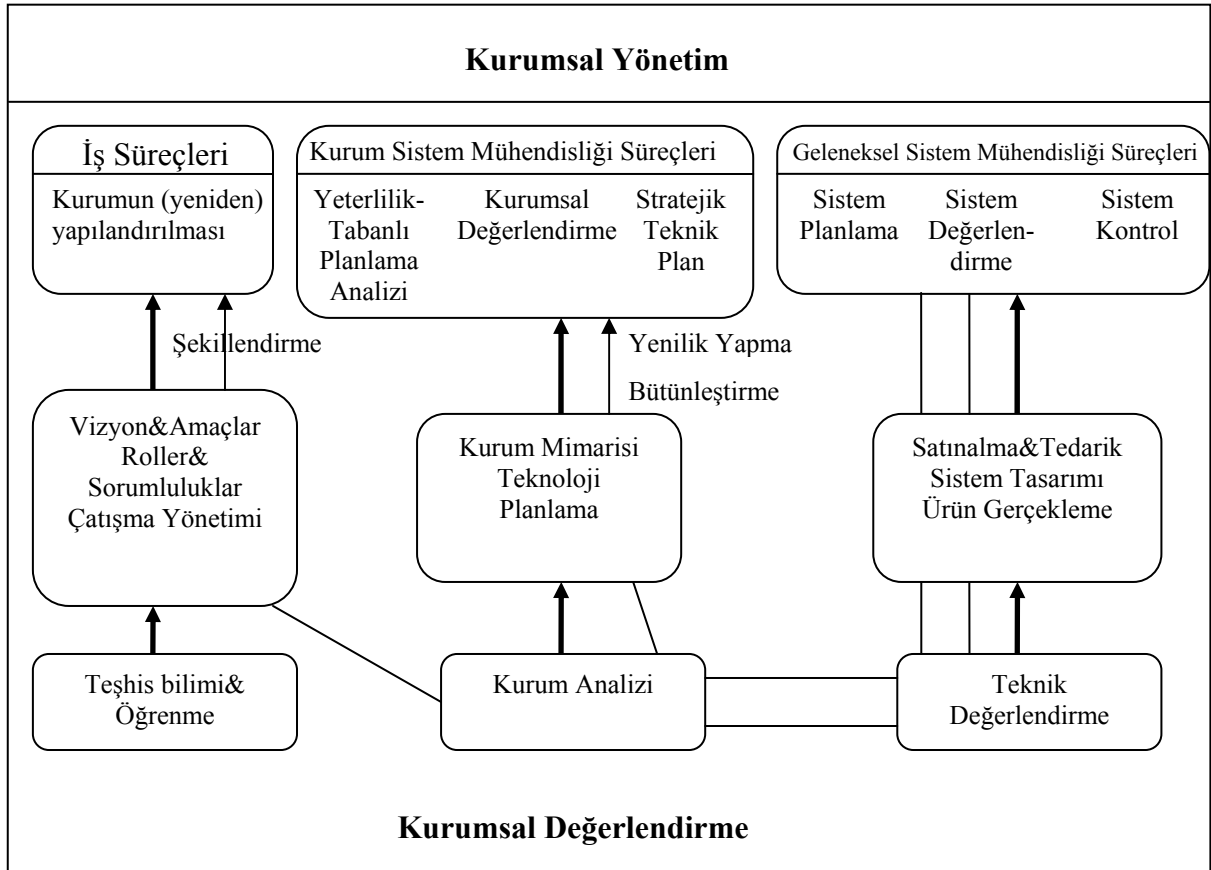 Kurumsal Yönetim
İş Süreçleri
Kurumun (yeniden)
yapılandırılması
Kurum Sistem Mühendisliği Süreçleri
Yeterlilik-
Tabanlı
Planlama
Analizi
Kurumsal
Değerlendirme
Stratejik
Teknik
Plan
Geleneksel Sistem Mühendisliği Süreçleri
Sistem
Planlama
Sistem
Değerlen-
dirme
Sistem
Kontrol
Şekillendirme
Yenilik Yapma
Bütünleştirme
Vizyon&Amaçlar
Roller&
Sorumluluklar
Çatışma Yönetimi
Kurum Mimarisi
Teknoloji
Planlama
Satınalma&Tedarik
Sistem Tasarımı
Ürün Gerçekleme
Teşhis bilimi&
Öğrenme
Kurum Analizi
Teknik
Değerlendirme
Kurumsal Değerlendirme